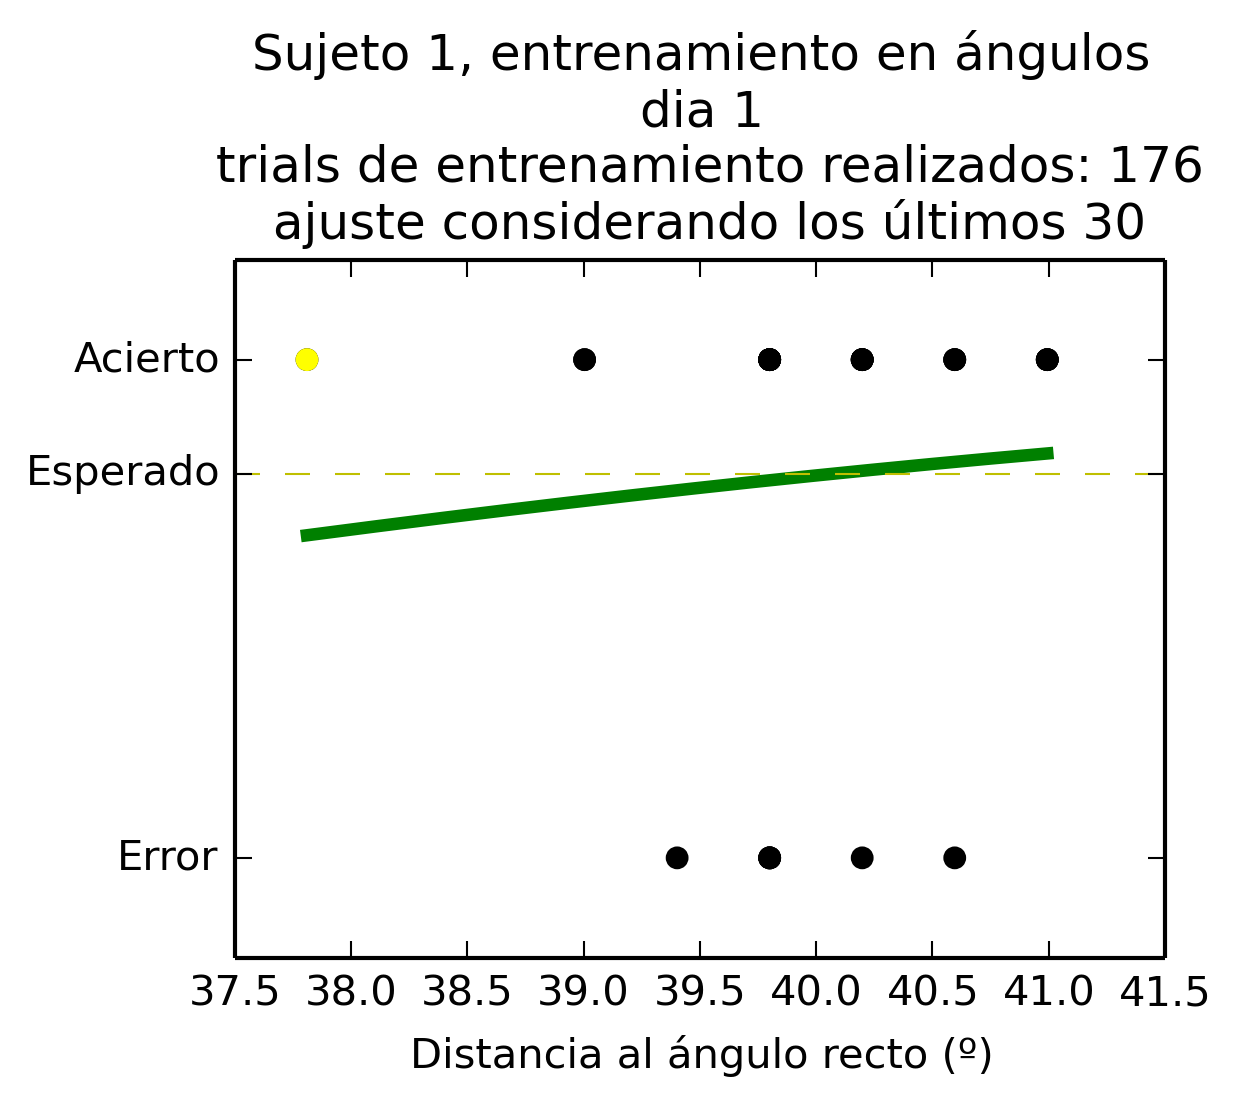 Sujeto 1, entrenamiento en ángulos
dia 1
trials de entrenamiento realizados: 176
ajuste considerando los últimos 30
Acierto
Esperado
Error
37.5 38.0 38.5 39.0 39.5 40.0 40.5 41.0 41.5
Distancia al ángulo recto (º)